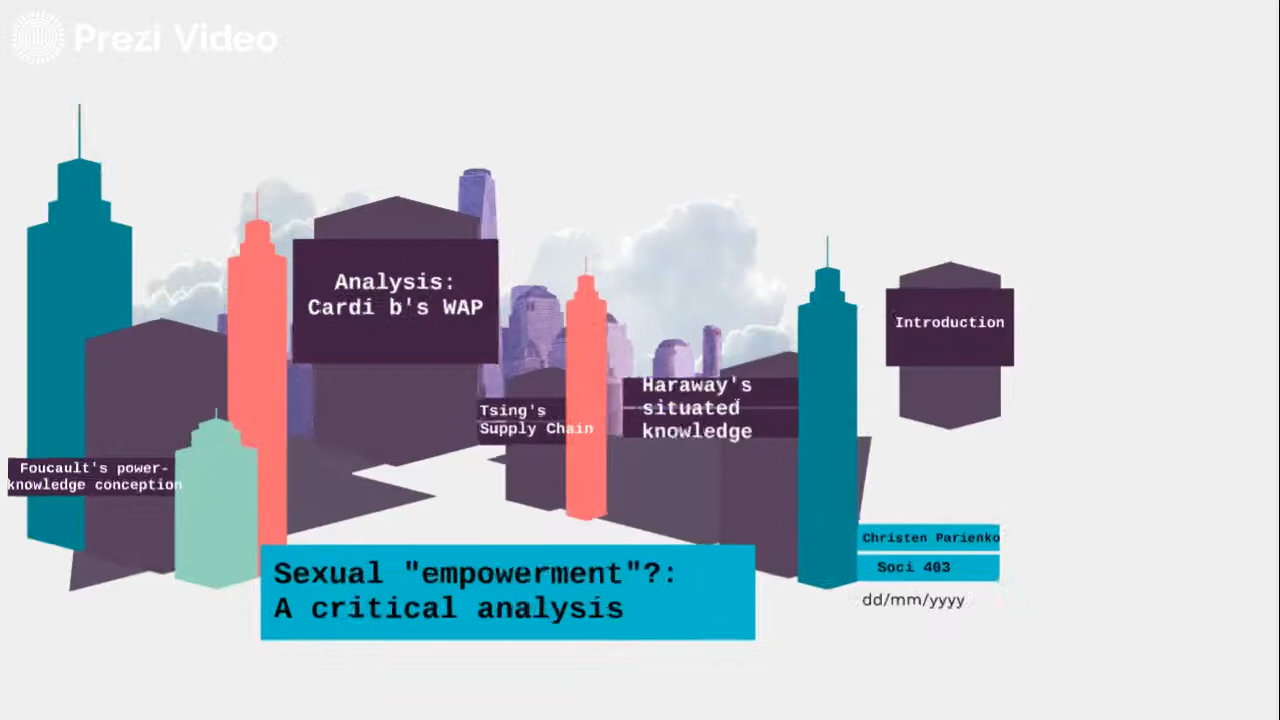 Prezi Video
Analysis:
Cardi b's WAP
Introduction
Haraway's
situated
knowledge
Tsing's
Supply Chain
Foucault's power-
knowledge conception
Christen Parienko
Soci 403
dd/mm/yyyy
Sexual "empowerment"?:
A critical analysis